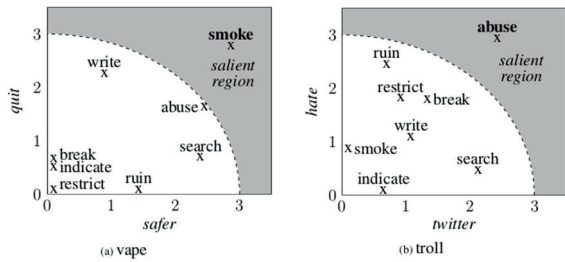 3
2
1
0
quit
smoke
salient
region
write
abuse
search
break
indicate
restrict
ruin
0
1
2
3
safer
(a) vape
3
2
1
0
hate
abuse
salient
region
ruin
restrict
break
write
smoke
search
indicate
0
1
2
3
twitter
(b) troll